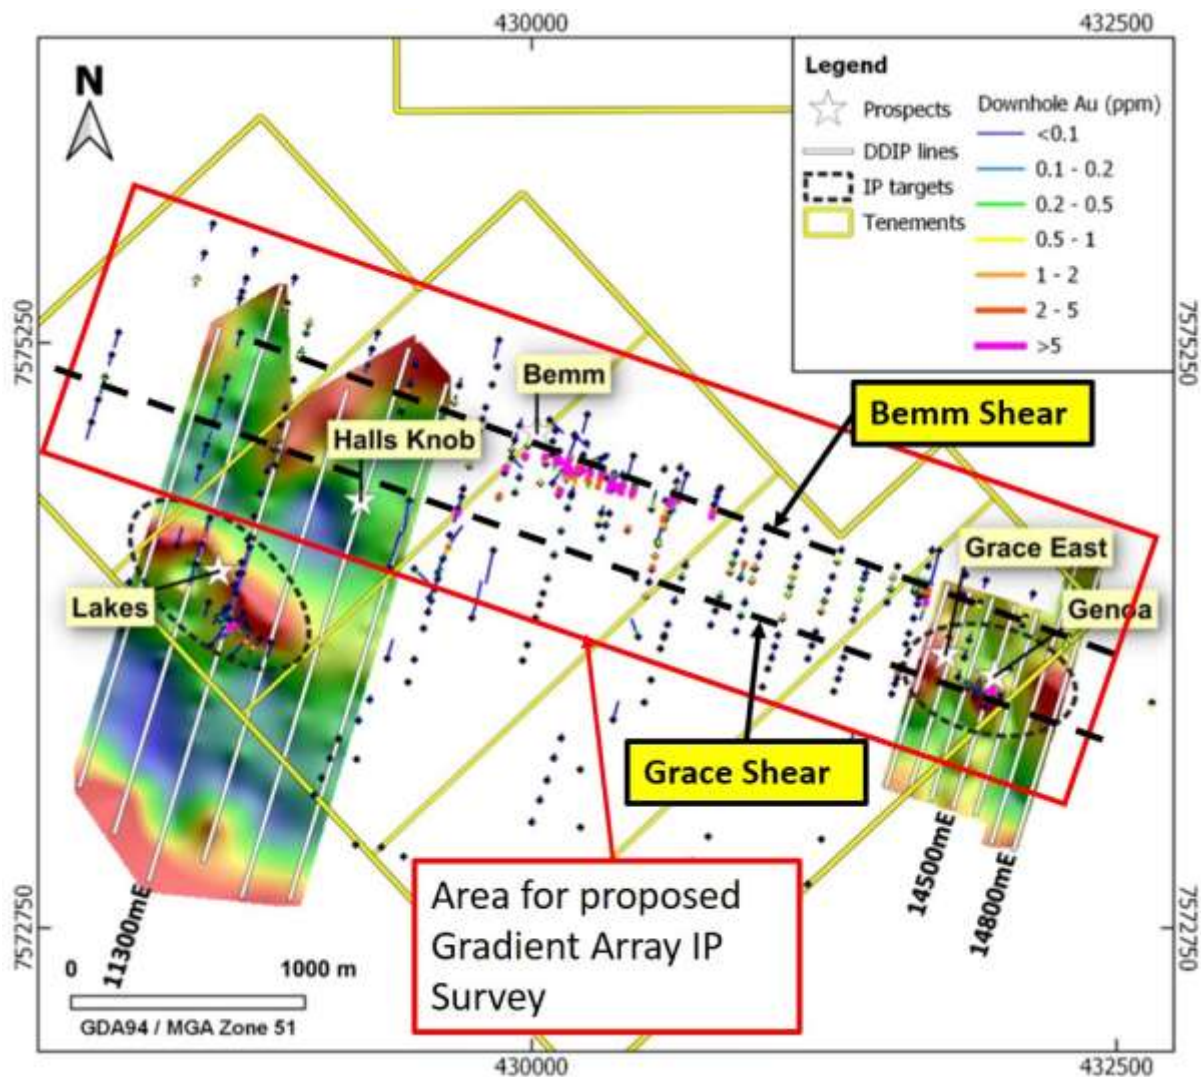 430000
432500
N
Legend
Prospects
DDIP lines
IP targets
Tenements
Downhole Au (ppm)
<0.1
0.1 - 0.2
0.2 - 0.5
0.5 - 1
1 - 2
2 - 5
>5
7575250
7575250
Bemm
Bemm Shear
Halls Knob
Grace East
Genoa
Lakes
Grace Shear
Area for proposed
Gradient Array IP
Survey
14500mE
14800mE
11300mE
7572750
7572750
0
1000 m
GDA94 / MGA Zone 51
430000
432500